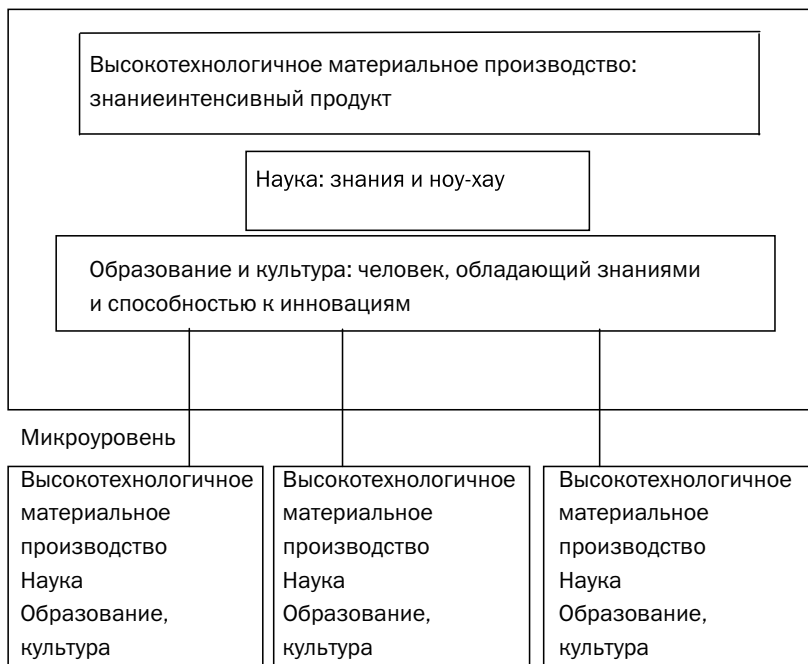 Высокотехнологичное материальное производство:
знаниеинтенсивный продукт
Наука: знания и ноу-хау
Образование и культура: человек, обладающий знаниями
и способностью к инновациям
Микроуровень
Высокотехнологичное
материальное
производство
Наука
Образование,
культура
Высокотехнологичное
материальное
производство
Наука
Образование,
культура
Высокотехнологичное
материальное
производство
Наука
Образование,
культура